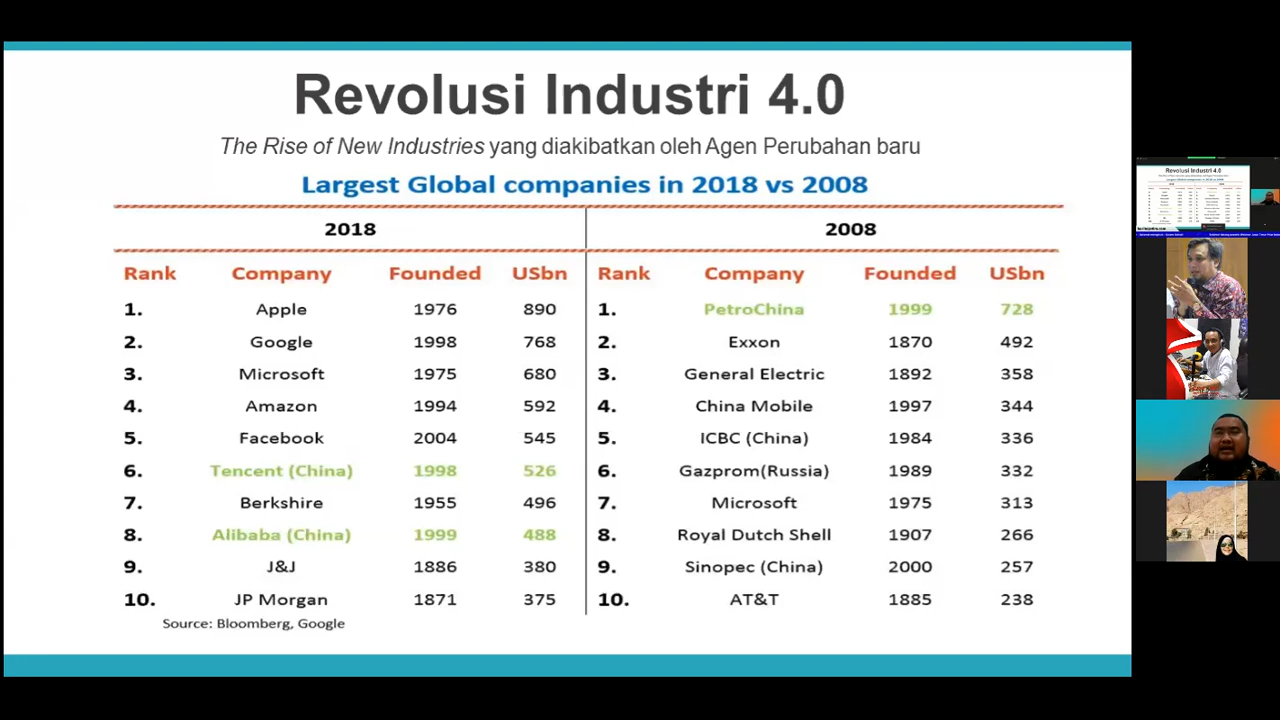 Revolusi Industri 4.0
The Rise of New Industries yang diakibatkan oleh Agen Perubahan baru
Largest Global companies in 2018 vs 2008
2018 2008
Rank Company Founded USbn Rank Company Founded USbn
1. Apple 1976 890 1. PetroChina 1999 728
2. Google 1998 768 2. Exxon 1870 492
3. Microsoft 1975 680 3. General Electric 1892 358
4. Amazon 1994 592 4. China Mobile 1997 344
5. Facebook 2004 545 5. ICBC (China) 1984 336
6. Tencent (China) 1998 526 6. Gazprom(Russia) 1989 332
7. Berkshire 1955 496 7. Microsoft 1975 313
8. Alibaba (China) 1999 488 8. Royal Dutch Shell 1907 266
9. J&J 1886 380 9. Sinopec (China) 2000 257
10. JP Morgan 1871 375 10. AT&T 1885 238
Source: Bloomberg, Google
Revolusi Industri 4.0